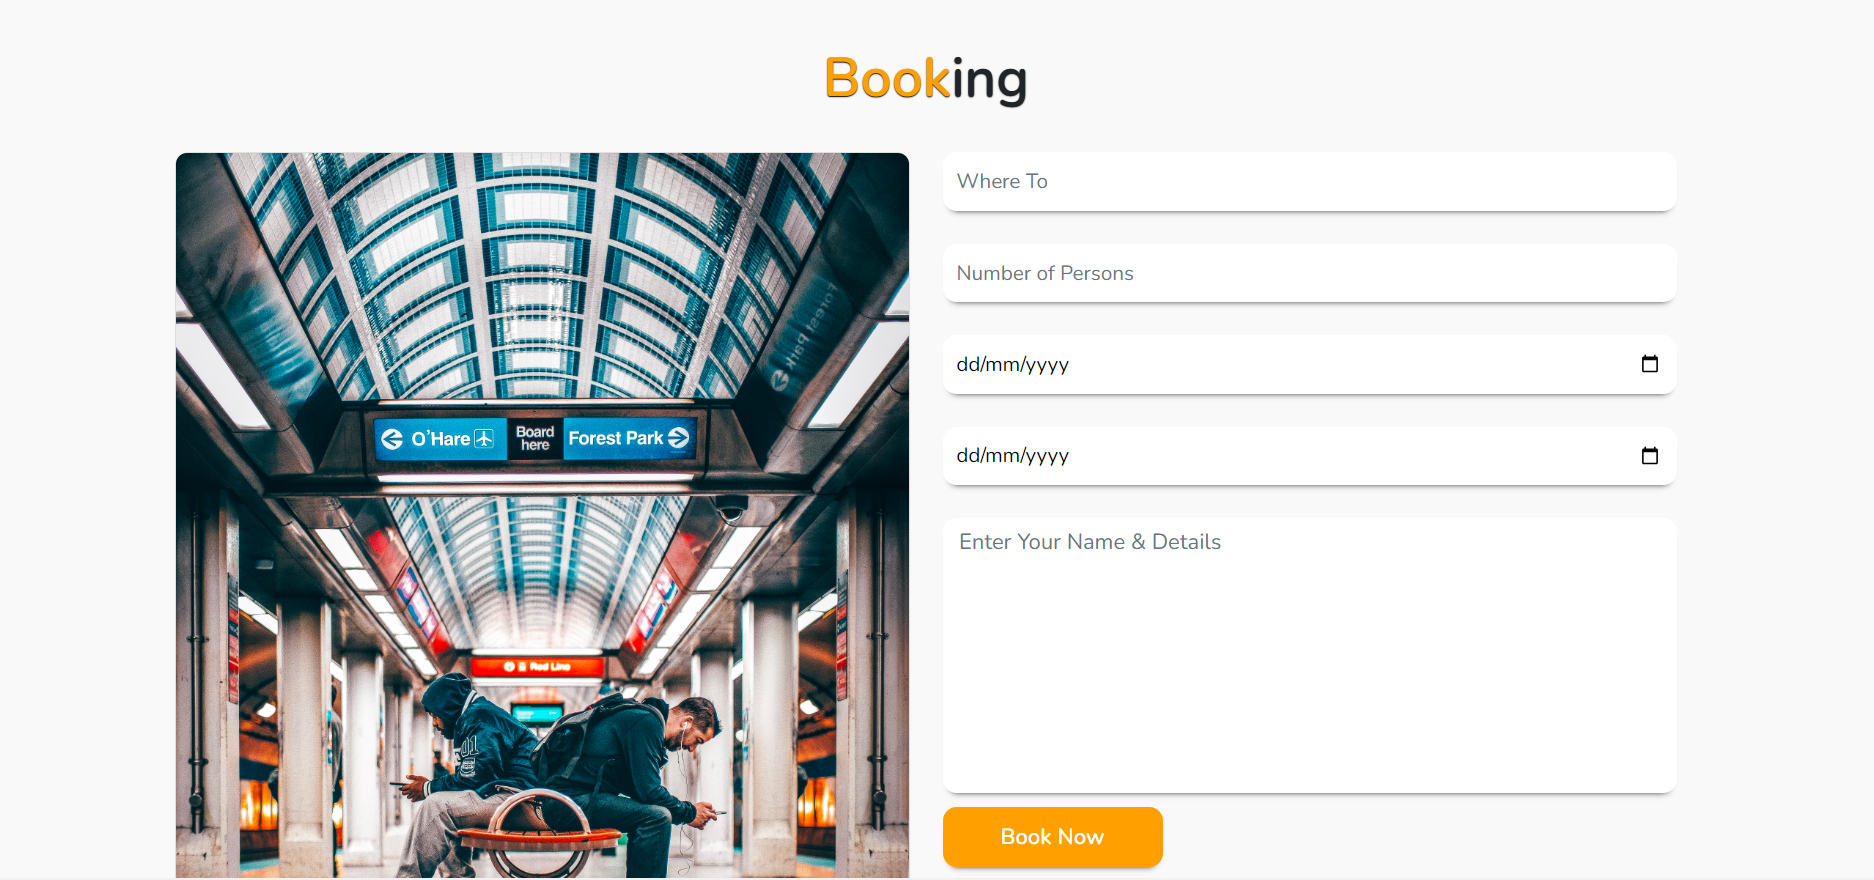 Booking
Where To
Number of Persons
dd/mm/yyyy
dd/mm/yyyy
Enter Your Name & Details
Book Now
O'Hare
Board here
Forest Park
Forest Park
Red Line
01